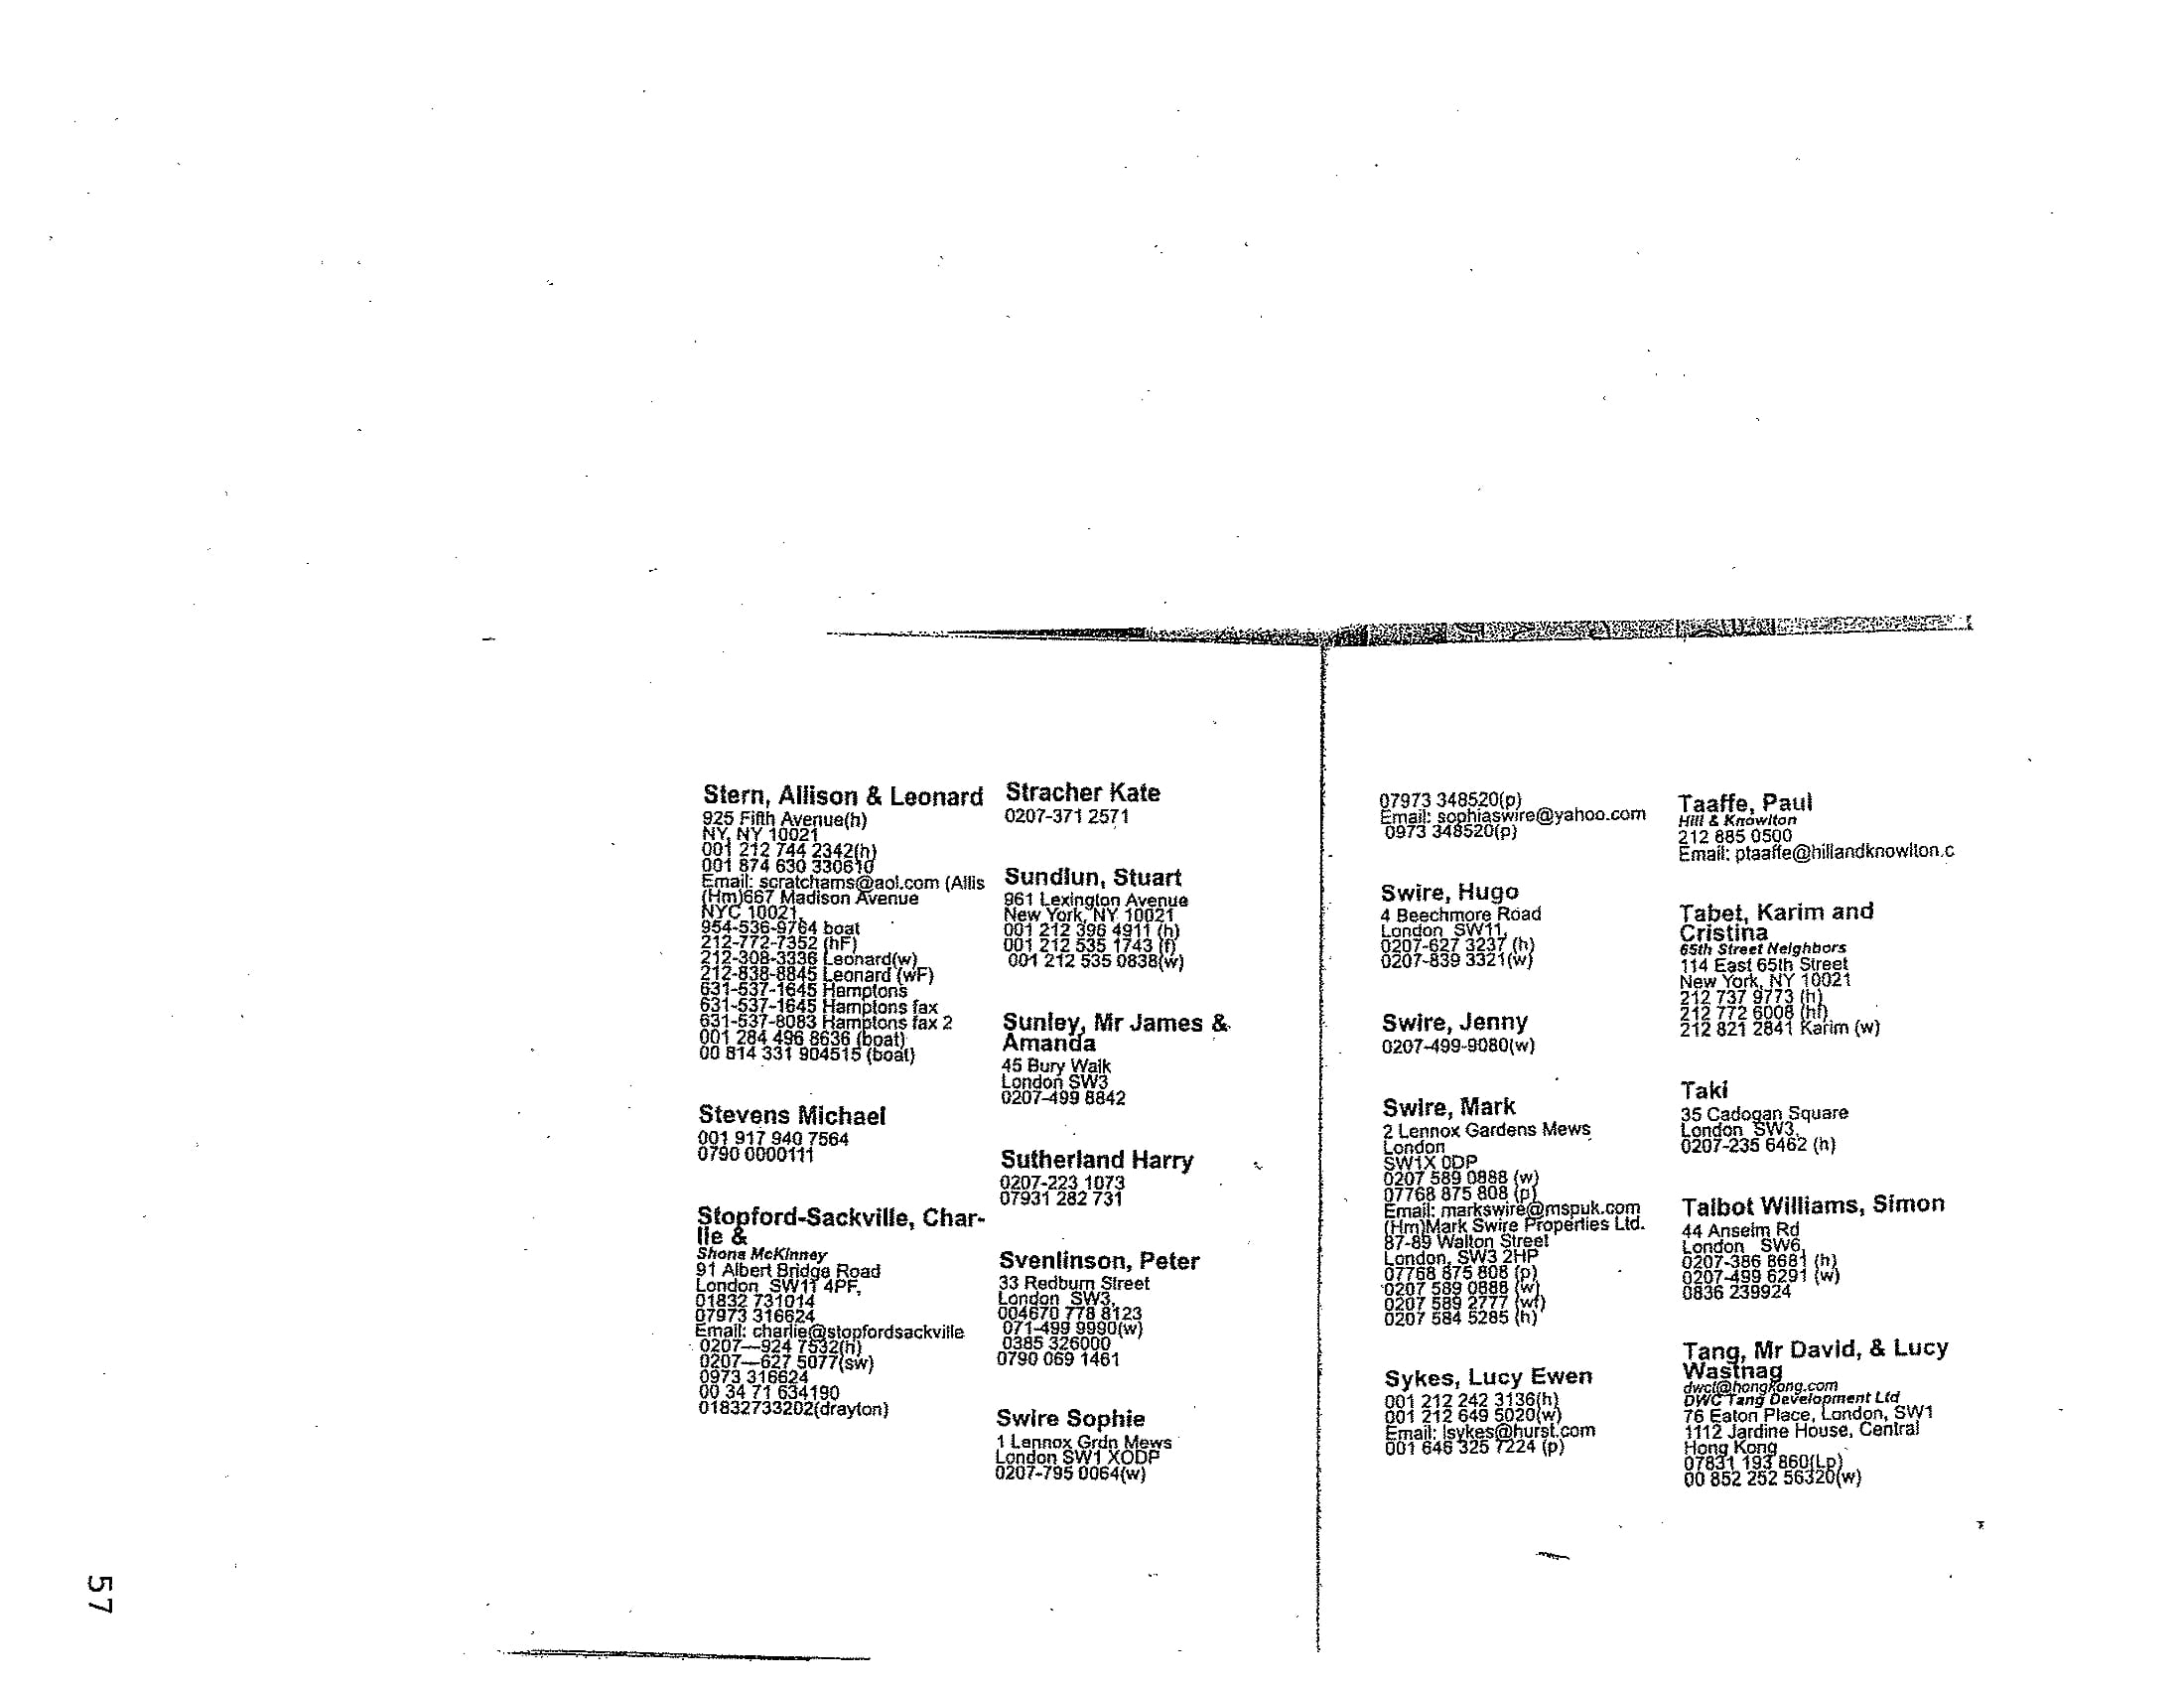 Stern, Allison & Leonard
925 Fifth Avenue(h)
NY, NY 10021
001 212 744 2342(h)
001 874 630 330610
Email: scratchams@aol.com (Allis
(Hm)667 Madison Avenue
NYC 10021,
954-536-9764 boat
212-772-7352 (hF)
212-308-3336 Leonard(w)
212-838-8845 Leonard (wF)
631-537-1645 Hamptons
631-537-1645 Hamptons fax
631-537-8083 Hamptons fax 2
001 284 496 8636 (boat)
00 814 331 904515 (boat)
Stevens Michael
001 917 940 7564
0790 0000111
Stopford-Sackville, Char-
lie &
Shona McKinney
91 Albert Bridge Road
London SW11 4PF,
01832 731014
07973 316624
Email: charlie@stopfordsackville
0207—924 7532(h)
0207—627 5077(sw)
0973 316624
00 34 71 634190
01832733202(drayton)
Stracher Kate
0207-371 2571
Sundlun, Stuart
961 Lexington Avenue
New York, NY 10021
001 212 396 4911 (h)
001 212 535 1743 (f)
001 212 535 0838(w)
Sunley, Mr James &
Amanda
45 Bury Walk
London SW3
0207-499 8842
Sutherland Harry
0207-223 1073
07931 282 731
Svenlinson, Peter
33 Redburn Street
London SW3,
004670 778 8123
071-499 9990(w)
0385 326000
0790 069 1461
Swire Sophie
1 Lennox Grdn Mews
London SW1 XODP
0207-795 0064(w)
07973 348520(p)
Email: sophiaswire@yahoo.com
0973 348520(p)
Swire, Hugo
4 Beechmore Road
London SW11,
0207-627 3237 (h)
0207-839 3321(w)
Swire, Jenny
0207-499-9080(w)
Swire, Mark
2 Lennox Gardens Mews
London
SW1X 0DP
0207 589 0888 (w)
07768 875 808 (p)
Email: markswire@mspuk.com
(Hm)Mark Swire Properties Ltd.
87-89 Walton Street
London, SW3 2HP
07768 875 808 (p)
0207 589 0888 (w)
0207 589 2777 (wf)
0207 584 5285 (h)
Sykes, Lucy Ewen
001 212 242 3136(h)
001 212 649 5020(w)
Email: lsykes@hurst.com
001 646 325 7224 (p)
Taaffe, Paul
Hill & Knowlton
212 885 0500
Email: ptaaffe@hillandknowlton.c
Tabet, Karim and
Cristina
65th Street Neighbors
114 East 65th Street
New York, NY 10021
212 737 9773 (h)
212 772 6008 (hf)
212 821 2841 Karim (w)
Taki
35 Cadogan Square
London SW3,
0207-235 6462 (h)
Talbot Williams, Simon
44 Anselm Rd
London SW6,
0207-386 8681 (h)
0207-499 6291 (w)
0836 239924
Tang, Mr David, & Lucy
Wastnag
dwct@hongkong.com
DWC Tang Development Ltd
76 Eaton Place, London, SW1
1112 Jardine House, Central
Hong Kong
07831 193 860(Lp)
00 852 252 56320(w)
57